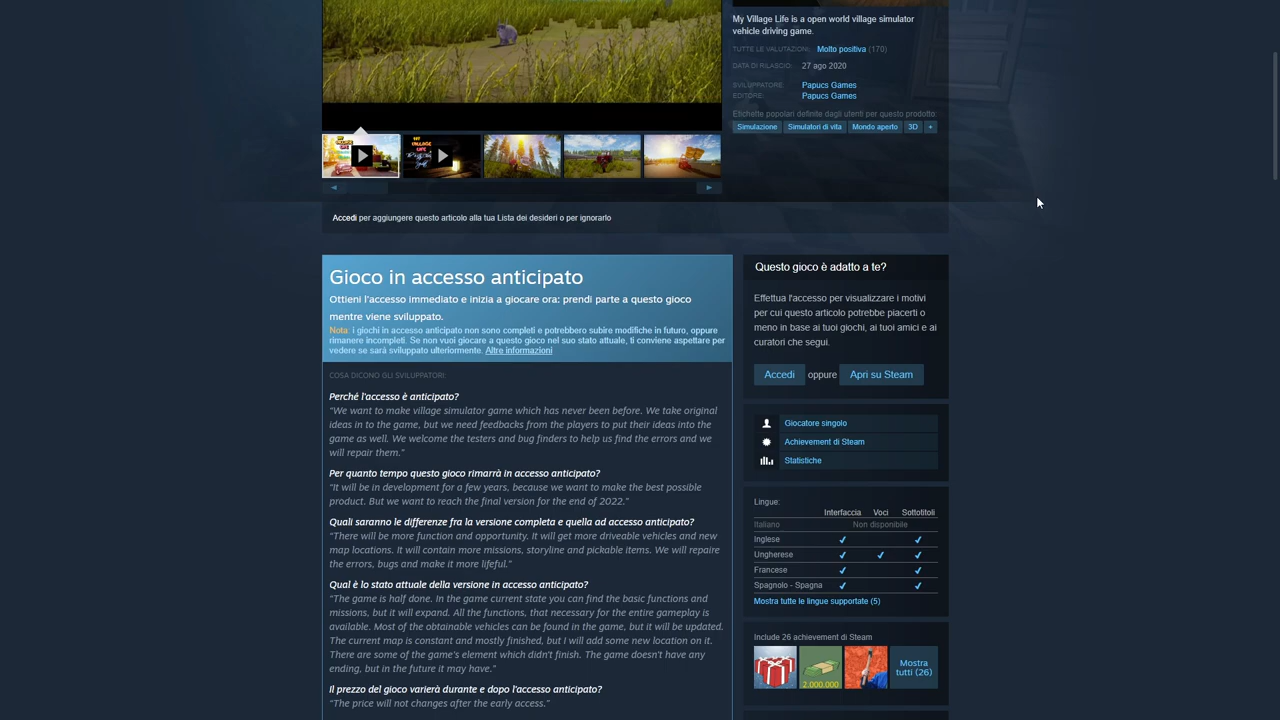 My Village Life is a open world village simulator
vehicle driving game.
TUTTE LE VALUTAZIONI: Molto positiva (170)
DATA DI RILASCIO: 27 ago 2020
SVILUPPATORE: Papucs Games
EDITORE: Papucs Games
Etichette popolari definite dagli utenti per questo prodotto:
Simulazione Simulatori di vita Mondo aperto 3D +
Accedi per aggiungere questo articolo alla tua Lista dei desideri o per ignorarlo
Gioco in accesso anticipato
Ottieni l'accesso immediato e inizia a giocare ora: prendi parte a questo gioco
mentre viene sviluppato.
Nota: i giochi in accesso anticipato non sono completi e potrebbero subire modifiche in futuro, oppure
rimanere incompleti. Se non vuoi giocare a questo gioco nel suo stato attuale, ti conviene aspettare per
vedere se sarà sviluppato ulteriormente. Altre informazioni
COSA DICONO GLI SVILUPPATORI:
Perché l'accesso è anticipato?
“We want to make village simulator game which has never been before. We take original
ideas in to the game, but we need feedbacks from the players to put their ideas into the
game as well. We welcome the testers and bug finders to help us find the errors and we
will repair them.”
Per quanto tempo questo gioco rimarrà in accesso anticipato?
“It will be in development for a few years, because we want to make the best possible
product. But we want to reach the final version for the end of 2022.”
Quali saranno le differenze fra la versione completa e quella ad accesso anticipato?
“There will be more function and opportunity. It will get more driveable vehicles and new
map locations. It will contain more missions, storyline and pickable items. We will repaire
the errors, bugs and make it more lifeful.”
Qual è lo stato attuale della versione in accesso anticipato?
“The game is half done. In the game current state you can find the basic functions and
missions, but it will expand. All the functions, that necessary for the entire gameplay is
available. Most of the obtainable vehicles can be found in the game, but it will be updated.
The current map is constant and mostly finished, but I will add some new location on it.
There are some of the game's element which didn't finish. The game doesn't have any
ending, but in the future it may have.”
Il prezzo del gioco varierà durante e dopo l'accesso anticipato?
“The price will not changes after the early access.”
Questo gioco è adatto a te?
Effettua l'accesso per visualizzare i motivi
per cui questo articolo potrebbe piacerti o
meno in base ai tuoi giochi, ai tuoi amici e ai
curatori che segui.
Accedi oppure Apri su Steam
Giocatore singolo
Achievement di Steam
Statistiche
Lingue:
Interfaccia Voci Sottotitoli
Italiano Non disponibile
Inglese ✔ ✔
Ungherese ✔ ✔ ✔
Francese ✔ ✔
Spagnolo - Spagna ✔ ✔
Mostra tutte le lingue supportate (5)
Include 26 achievement di Steam
2.000.000
Mostra
tutti (26)